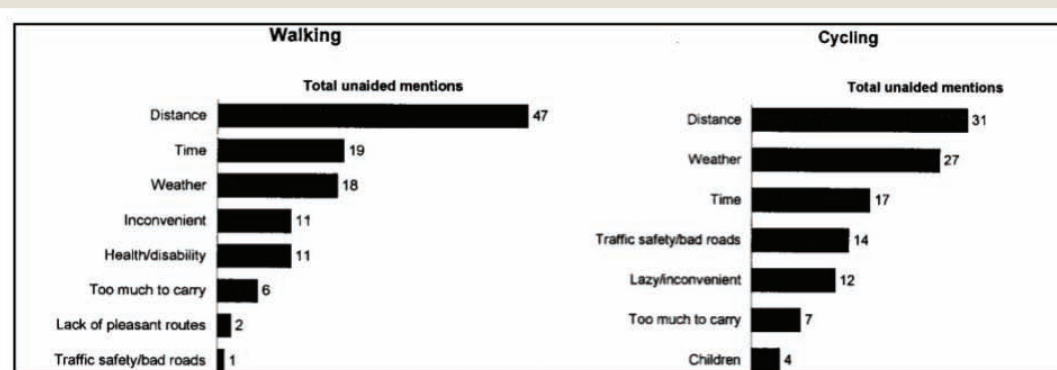 Walking
Total unaided mentions
Distance 47
Time 19
Weather 18
Inconvenient 11
Health/disability 11
Too much to carry 6
Lack of pleasant routes 2
Traffic safety/bad roads 1
Cycling
Total unaided mentions
Distance 31
Weather 27
Time 17
Traffic safety/bad roads 14
Lazy/inconvenient 12
Too much to carry 7
Children 4